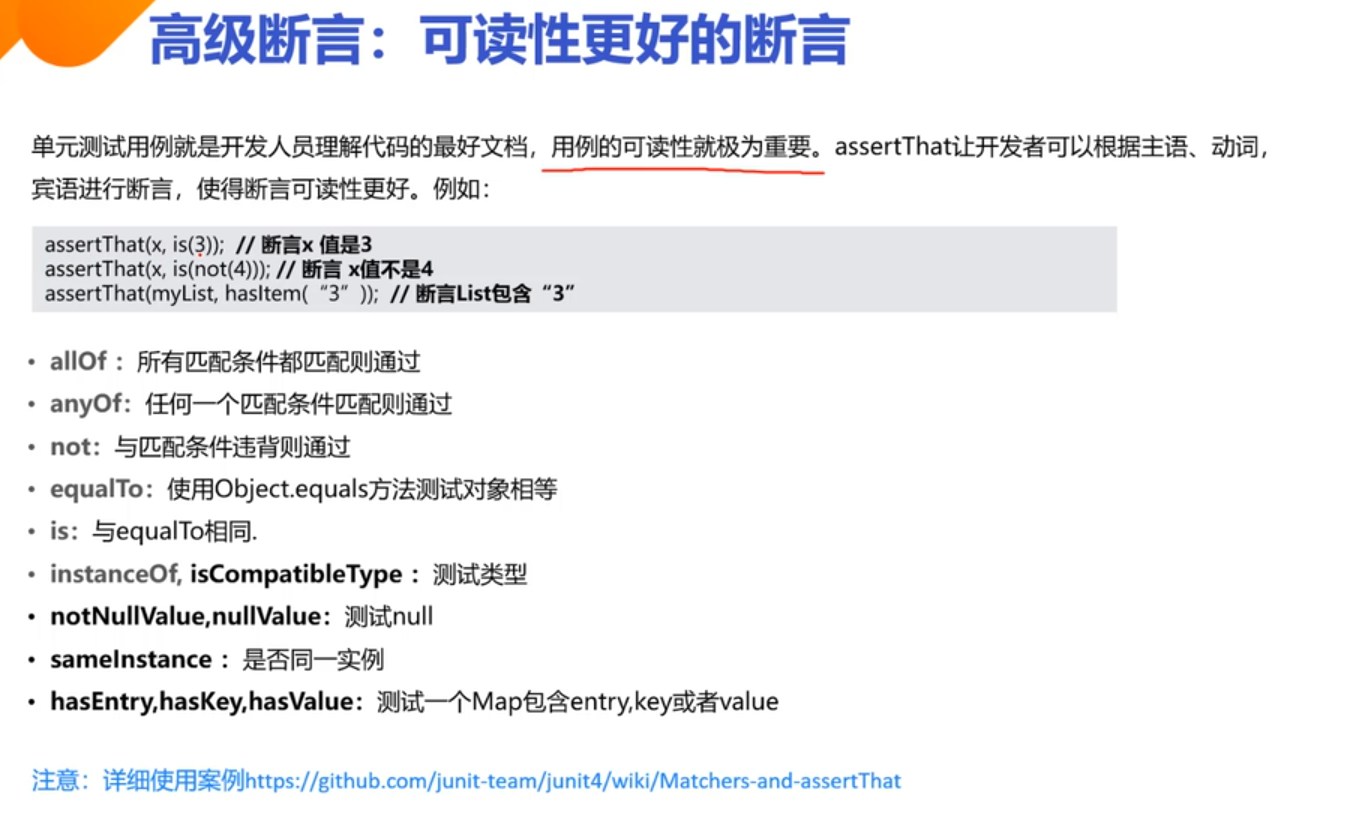 高级断言：可读性更好的断言
单元测试用例就是开发人员理解代码的最好文档，用例的可读性就极为重要。assertThat让开发者可以根据主语、动词，
宾语进行断言，使得断言可读性更好。例如：
assertThat(x, is(3)); // 断言x 值是3
assertThat(x, is(not(4))); // 断言 x值不是4
assertThat(myList, hasItem(“3”)); // 断言List包含“3”
• allOf ：所有匹配条件都匹配则通过
• anyOf：任何一个匹配条件匹配则通过
• not：与匹配条件违背则通过
• equalTo：使用Object.equals方法测试对象相等
• is：与equalTo相同.
• instanceOf, isCompatibleType ：测试类型
• notNullValue,nullValue：测试null
• sameInstance ：是否同一实例
• hasEntry,hasKey,hasValue：测试一个Map包含entry,key或者value
注意：详细使用案例https://github.com/junit-team/junit4/wiki/Matchers-and-assertThat